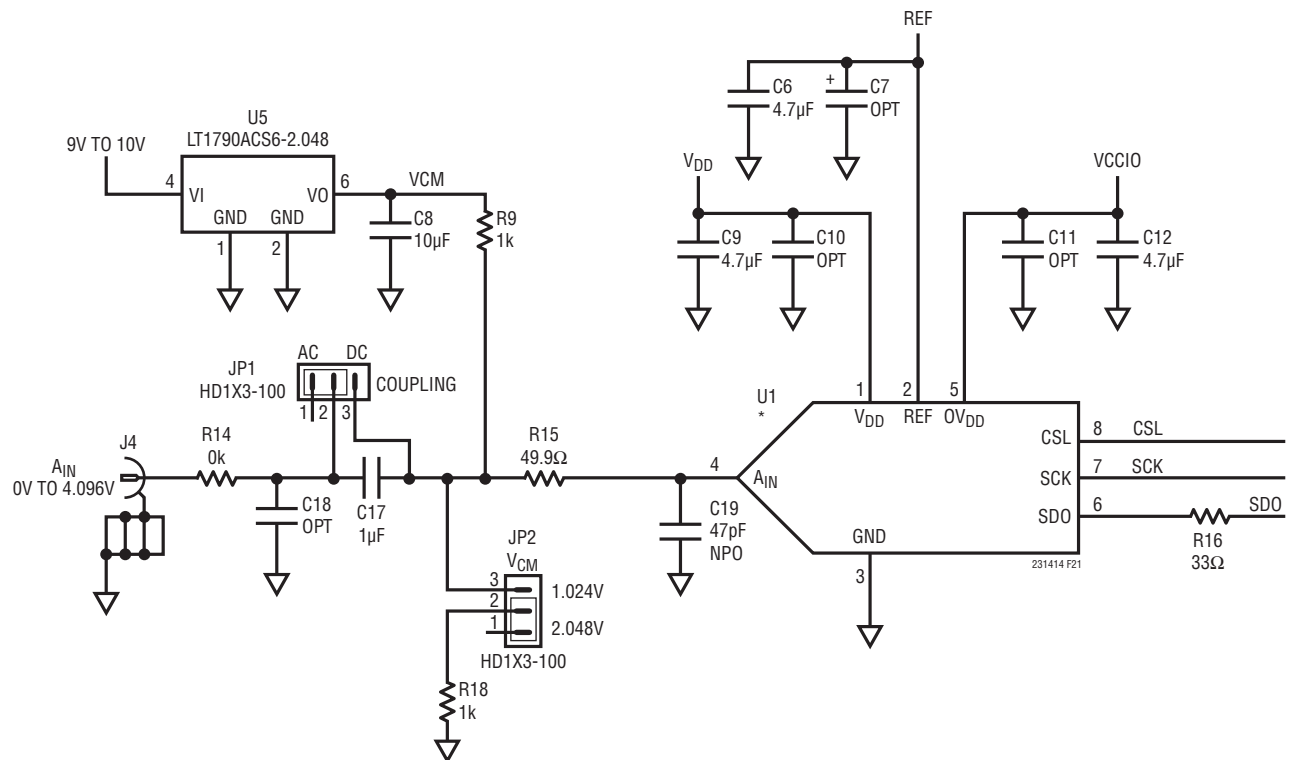 REF
C6
4.7µF
+
C7
OPT
U5
LT1790ACS6-2.048
9V TO 10V
4
VI
VO
6
GND
GND
1
2
VCM
C8
10µF
R9
1k
VDD
C9
4.7µF
C10
OPT
VCCIO
C11
OPT
C12
4.7µF
AC
DC
JP1
HD1X3-100
COUPLING
1
2
3
J4
AIN
0V TO 4.096V
R14
0k
C18
OPT
C17
1µF
R15
49.9Ω
C19
47pF
NPO
JP2
VCM
3
2
1
1.024V
2.048V
HD1X3-100
R18
1k
U1
*
1
2
5
VDD
REF
OVDD
4
AIN
CSL
8
CSL
SCK
7
SCK
SDO
6
SDO
R16
33Ω
GND
3
231414 F21